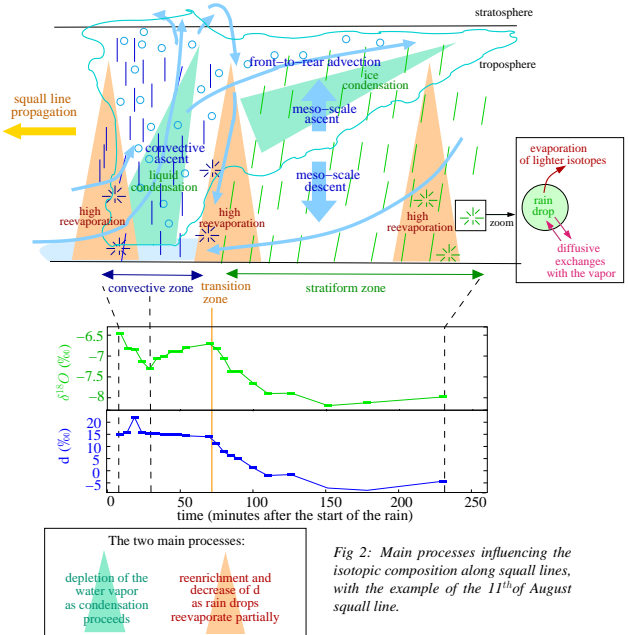 stratosphere
front-to-rear advection
troposphere
ice
condensation
squall line
propagation
meso-scale
ascent
convective
ascent
liquid
condensation
meso-scale
descent
high
reevaporation
high
reevaporation
high
reevaporation
zoom
evaporation
of lighter isotopes
rain
drop
diffusive
exchanges
with the vapor
convective zone
transition
zone
stratiform zone
δ¹⁸O (‰)
−6.5
−7
−7.5
−8
d (‰)
20
15
10
5
0
−5
0
50
100
150
200
250
time (minutes after the start of the rain)
The two main processes:
depletion of the
water vapor
as condensation
proceeds
reenrichment and
decrease of d
as rain drops
reevaporate partially
Fig 2: Main processes influencing the
isotopic composition along squall lines,
with the example of the 11th of August
squall line.